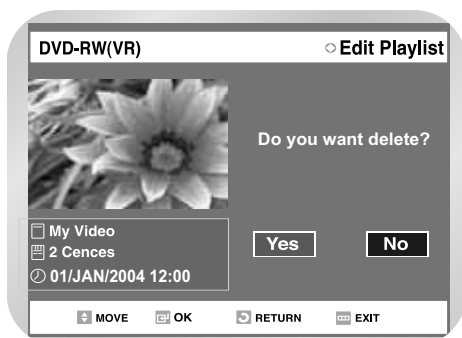 DVD-RW(VR) Edit Playlist
Do you want delete?
My Video
2 Cences
01/JAN/2004 12:00
Yes No
MOVE OK RETURN EXIT